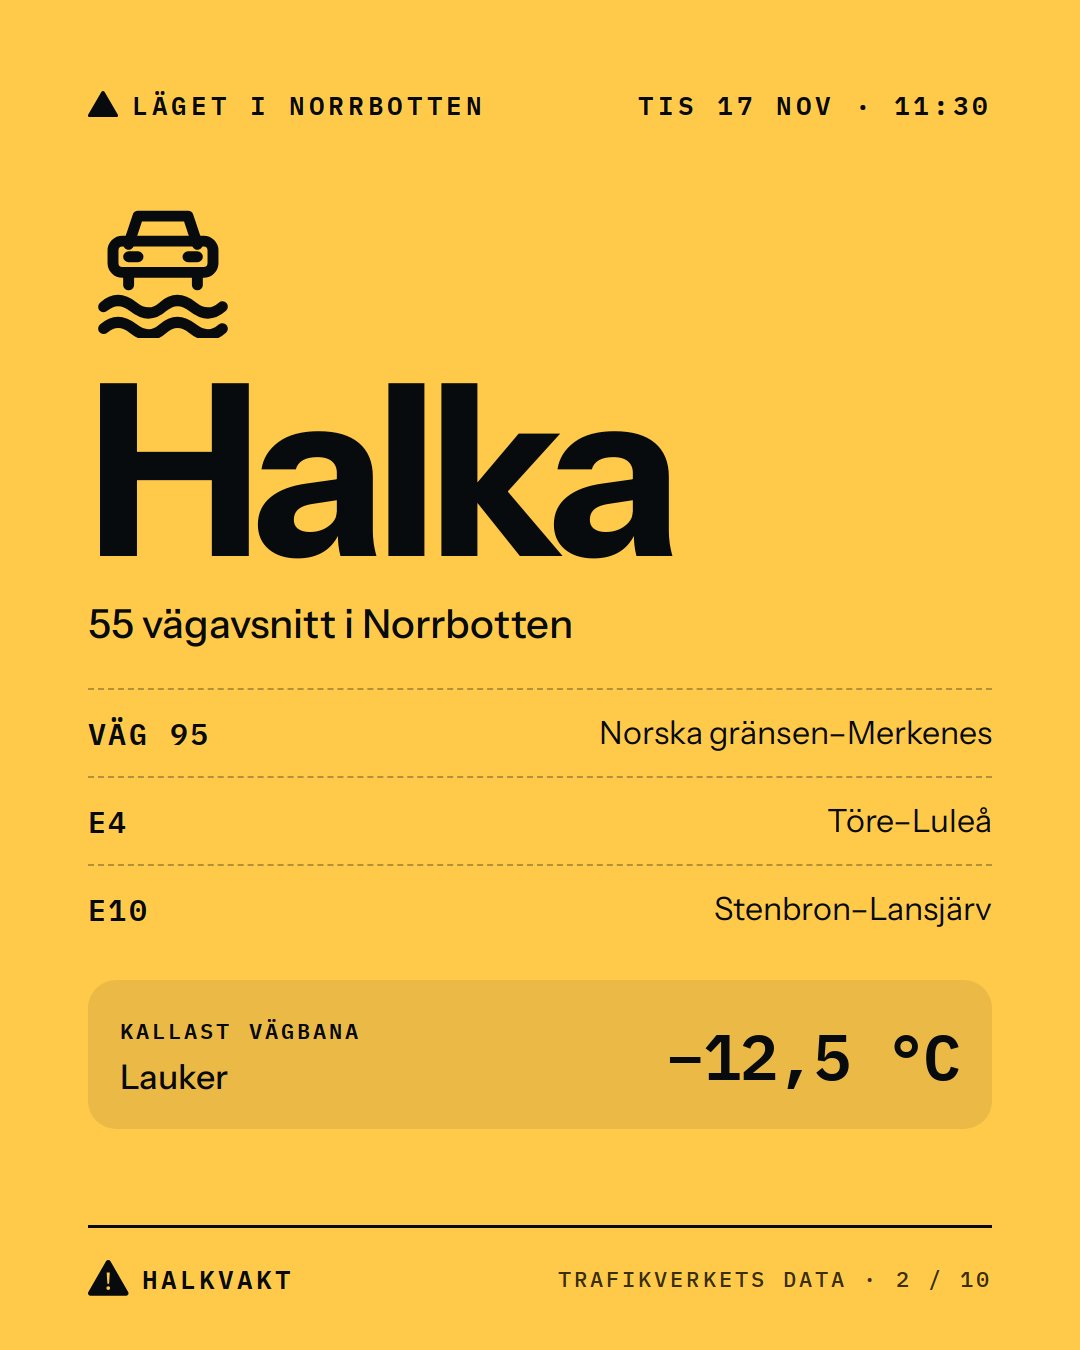 LÄGET I NORRBOTTEN
TIS 17 NOV · 11:30
Halka
55 vägavsnitt i Norrbotten
VÄG 95 Norska gränsen–Merkenes
E4 Töre–Luleå
E10 Stenbron–Lansjärv
KALLAST VÄGBANA
Lauker
−12,5 °C
HALKVAKT
TRAFIKVERKETS DATA · 2 / 10